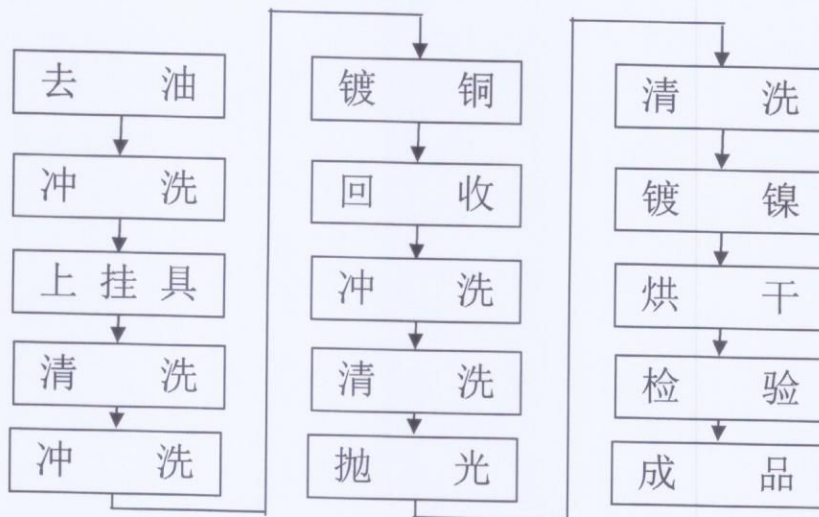 去 油
冲 洗
上 挂 具
清 洗
冲 洗
镀 铜
回 收
冲 洗
清 洗
抛 光
清 洗
镀 镍
烘 干
检 验
成 品